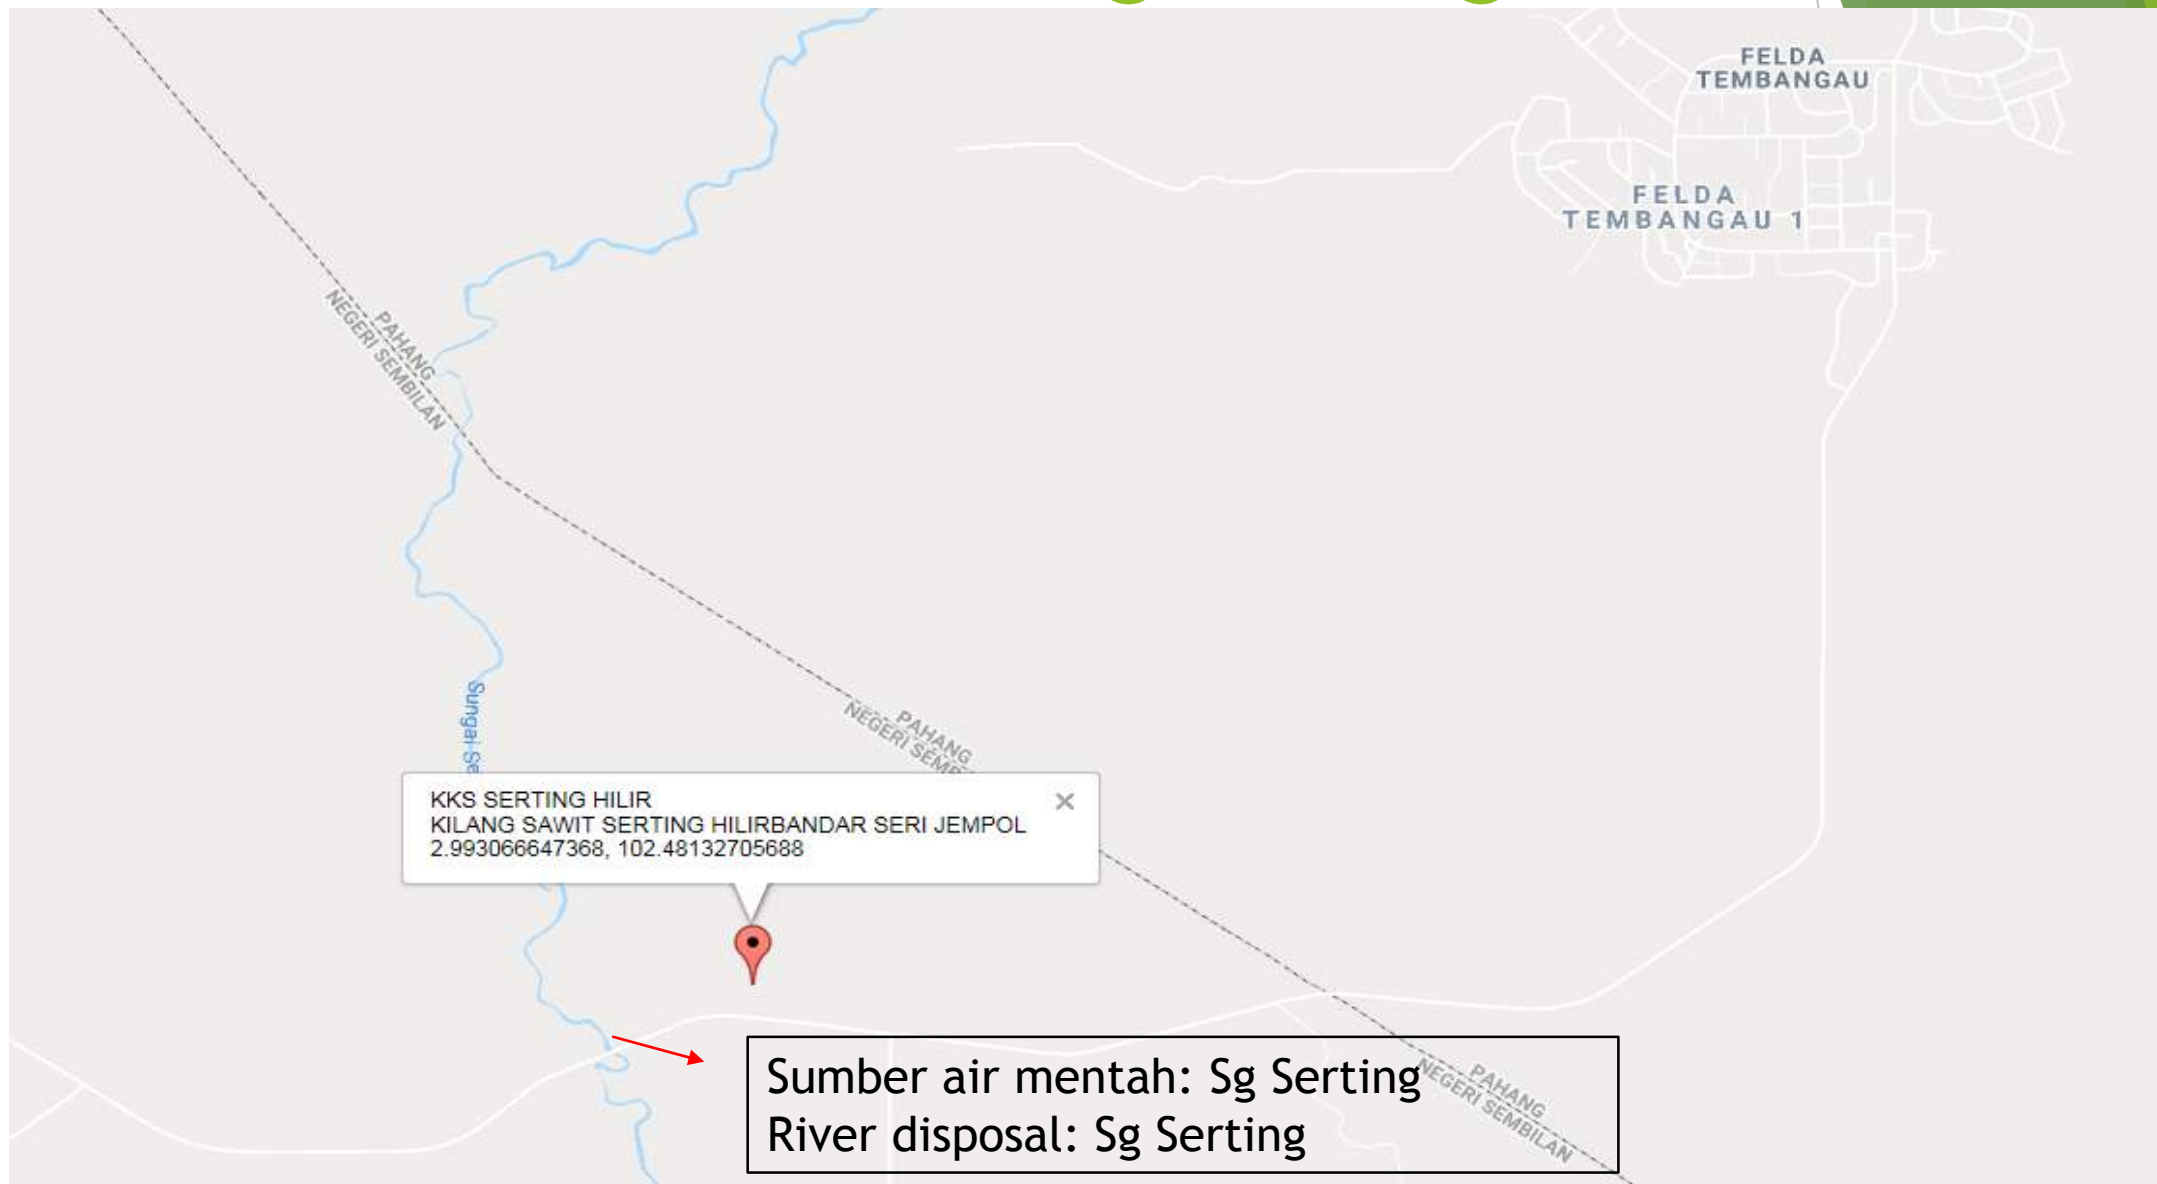 FELDA
TEMBANGAU
FELDA
TEMBANGAU 1
PAHANG
NEGERI SEMBILAN
Sungai Se
PAHANG
NEGERI SEMB
KKS SERTING HILIR
KILANG SAWIT SERTING HILIRBANDAR SERI JEMPOL
2.993066647368, 102.48132705688
Sumber air mentah: Sg Serting
River disposal: Sg Serting
PAHANG
NEGERI SEMBILAN